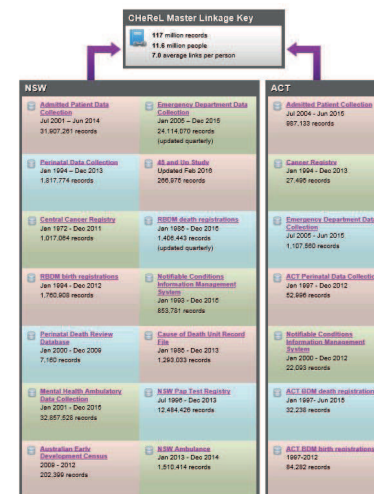 CHeReL Master Linkage Key
117 million records
11.6 million people
7.0 average links per person
NSW
Admitted Patient Data
Collection
Jul 2001 – Jun 2014
31,907,261 records
Emergency Department Data
Collection
Jan 2005 – Dec 2015
24,114,070 records
(updated quarterly)
Perinatal Data Collection
Jan 1994 – Dec 2013
1,817,774 records
45 and Up Study
Updated Feb 2016
266,976 records
Central Cancer Registry
Jan 1972 – Dec 2011
1,017,064 records
RBDM death registrations
Jan 1985 - Dec 2015
1,406,443 records
(updated quarterly)
RBDM birth registrations
Jan 1994 - Dec 2012
1,760,908 records
Notifiable Conditions
Information Management
System
Jan 1993 - Dec 2015
853,781 records
Perinatal Death Review
Database
Jan 2000 - Dec 2009
7,160 records
Cause of Death Unit Record
File
Jan 1985 - Dec 2013
1,293,033 records
Mental Health Ambulatory
Data Collection
Jan 2001 - Dec 2015
32,857,528 records
NSW Pap Test Registry
Jul 1996 - Dec 2013
12,484,426 records
Australian Early
Development Census
2009 - 2012
202,399 records
NSW Ambulance
Jan 2013 - Dec 2014
1,510,414 records
ACT
Admitted Patient Collection
Jul 2004 - Jun 2015
987,133 records
Cancer Registry
Jan 1994 - Dec 2013
27,495 records
Emergency Department Data
Collection
Jul 2005 - Jun 2015
1,107,560 records
ACT Perinatal Data Collection
Jan 1997 - Dec 2012
52,996 records
Notifiable Conditions
Information Management
System
Jan 2000 - Dec 2012
22,093 records
ACT BDM death registrations
Jan 1997- Jun 2015
32,235 records
ACT BDM birth registrations
1997-2012
84,282 records